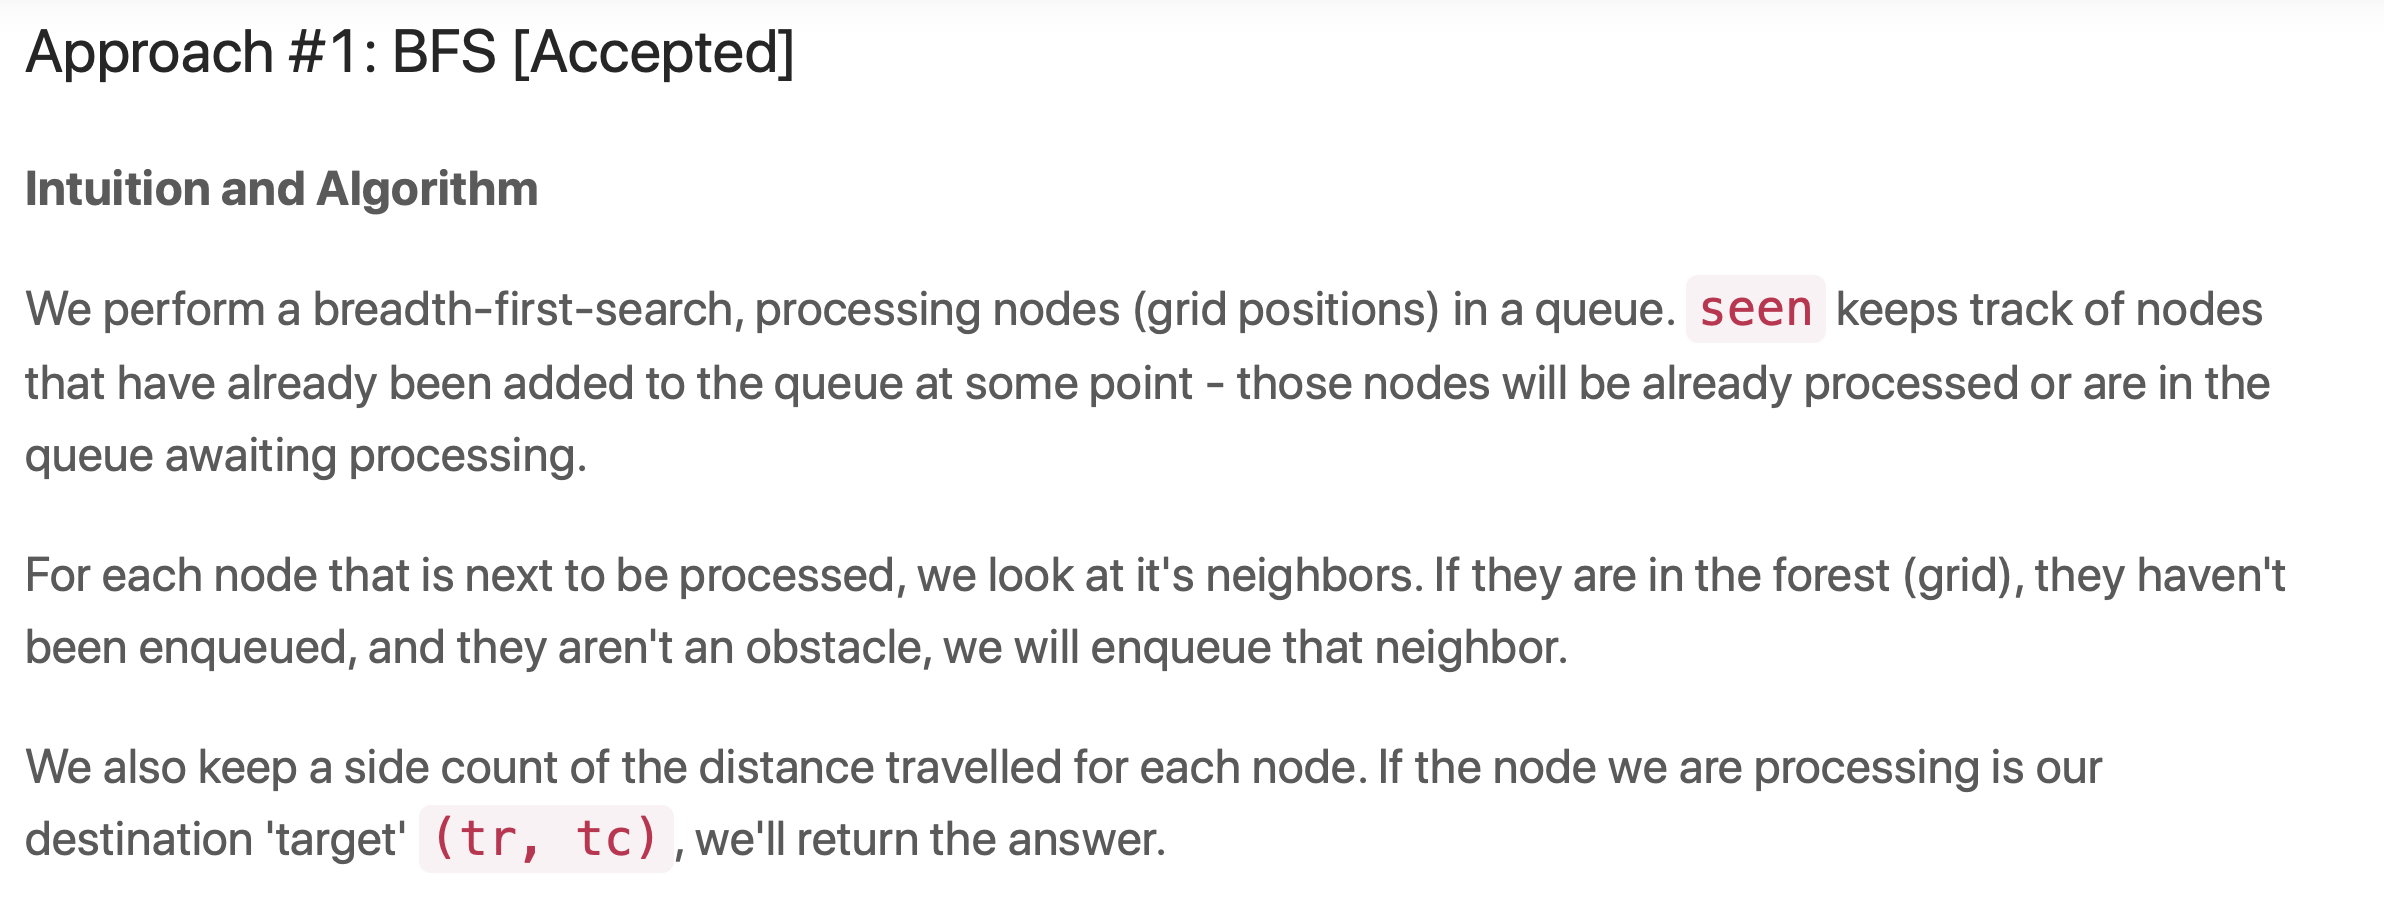 Approach #1: BFS [Accepted]
Intuition and Algorithm
We perform a breadth-first-search, processing nodes (grid positions) in a queue. seen keeps track of nodes
that have already been added to the queue at some point - those nodes will be already processed or are in the
queue awaiting processing.
For each node that is next to be processed, we look at it's neighbors. If they are in the forest (grid), they haven't
been enqueued, and they aren't an obstacle, we will enqueue that neighbor.
We also keep a side count of the distance travelled for each node. If the node we are processing is our
destination 'target' (tr, tc), we'll return the answer.